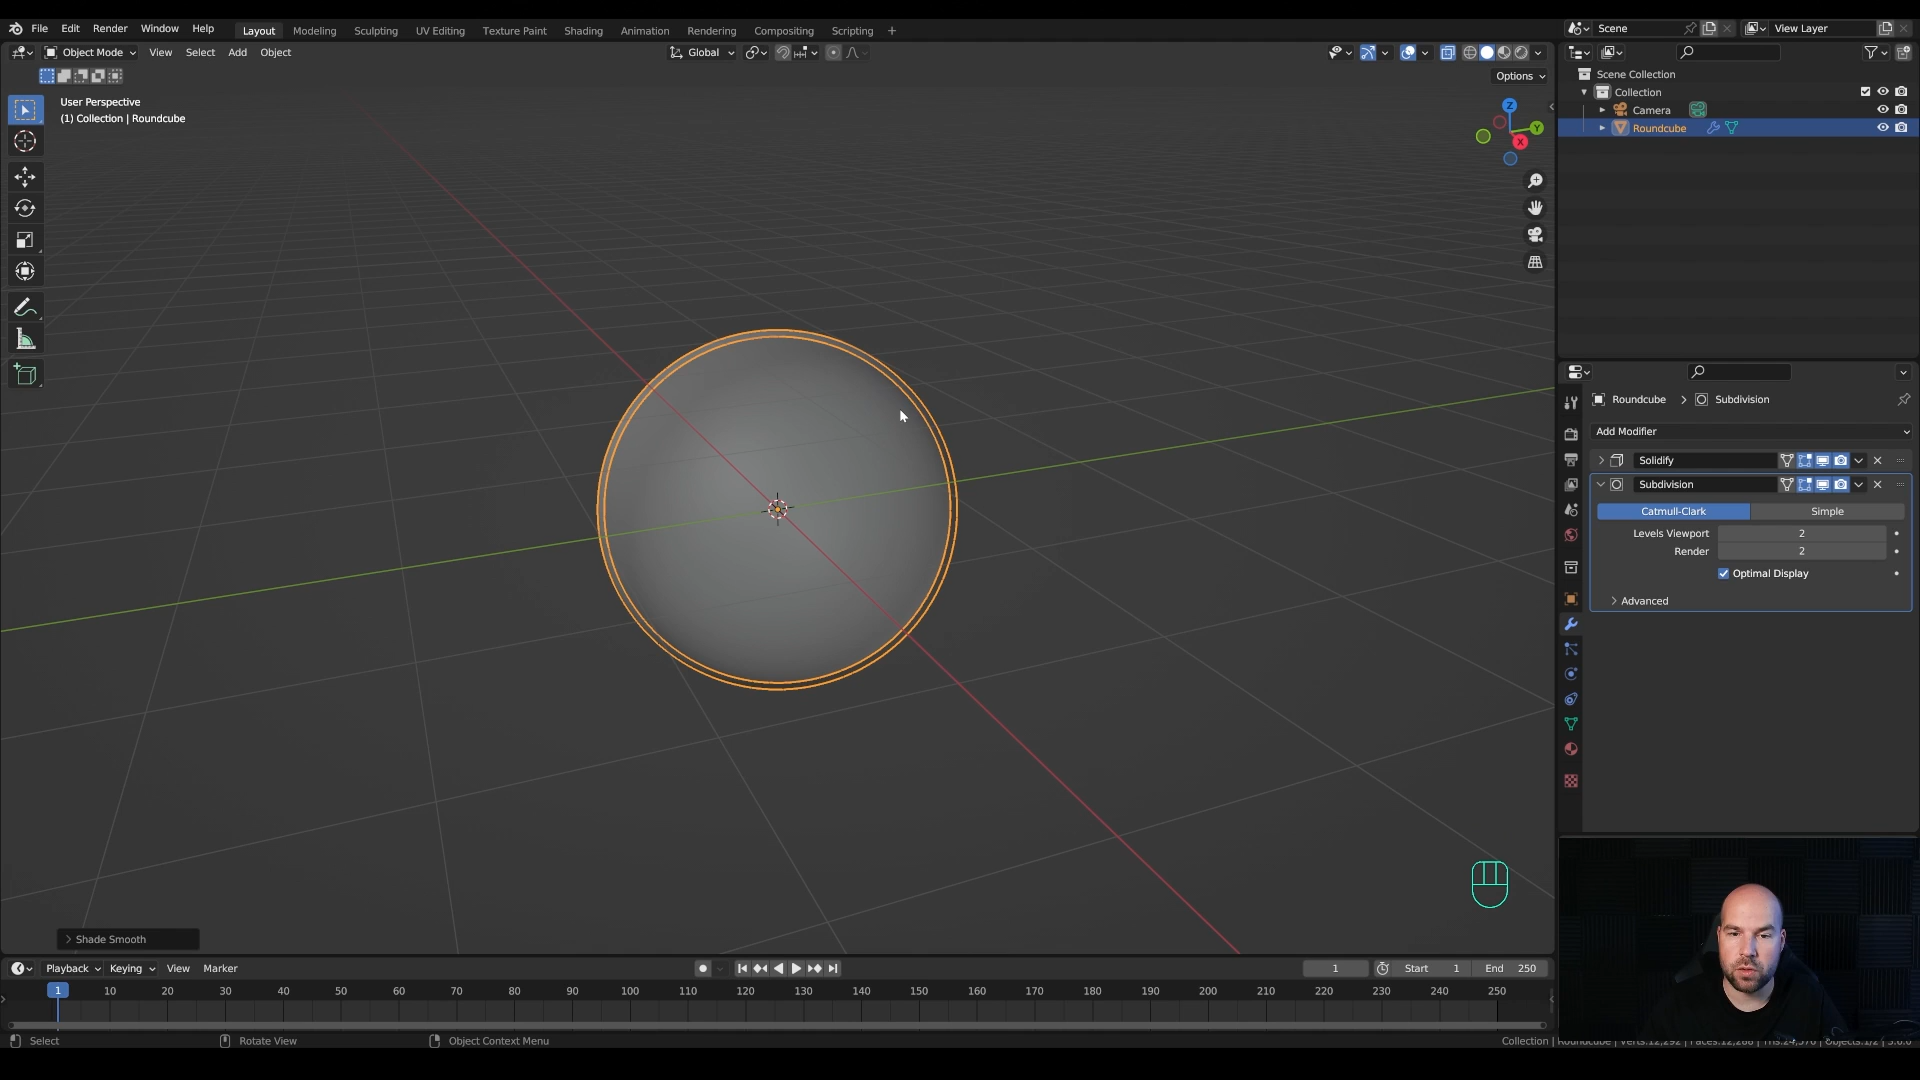 File Edit Render Window Help
Layout Modeling Sculpting UV Editing Texture Paint Shading Animation Rendering Compositing Scripting +
Scene
View Layer
Object Mode View Select Add Object
Global
Options
User Perspective
(1) Collection | Roundcube
Z
Y
X
Scene Collection
Collection
Camera
Roundcube
Roundcube > Subdivision
Add Modifier
Solidify
Subdivision
Catmull-Clark Simple
Levels Viewport 2
Render 2
Optimal Display
Advanced
Shade Smooth
Playback Keying View Marker
1 Start 1 End 250
1 10 20 30 40 50 60 70 80 90 100 110 120 130 140 150 160 170 180 190 200 210 220 230 240 250
Select Rotate View Object Context Menu
Collection |